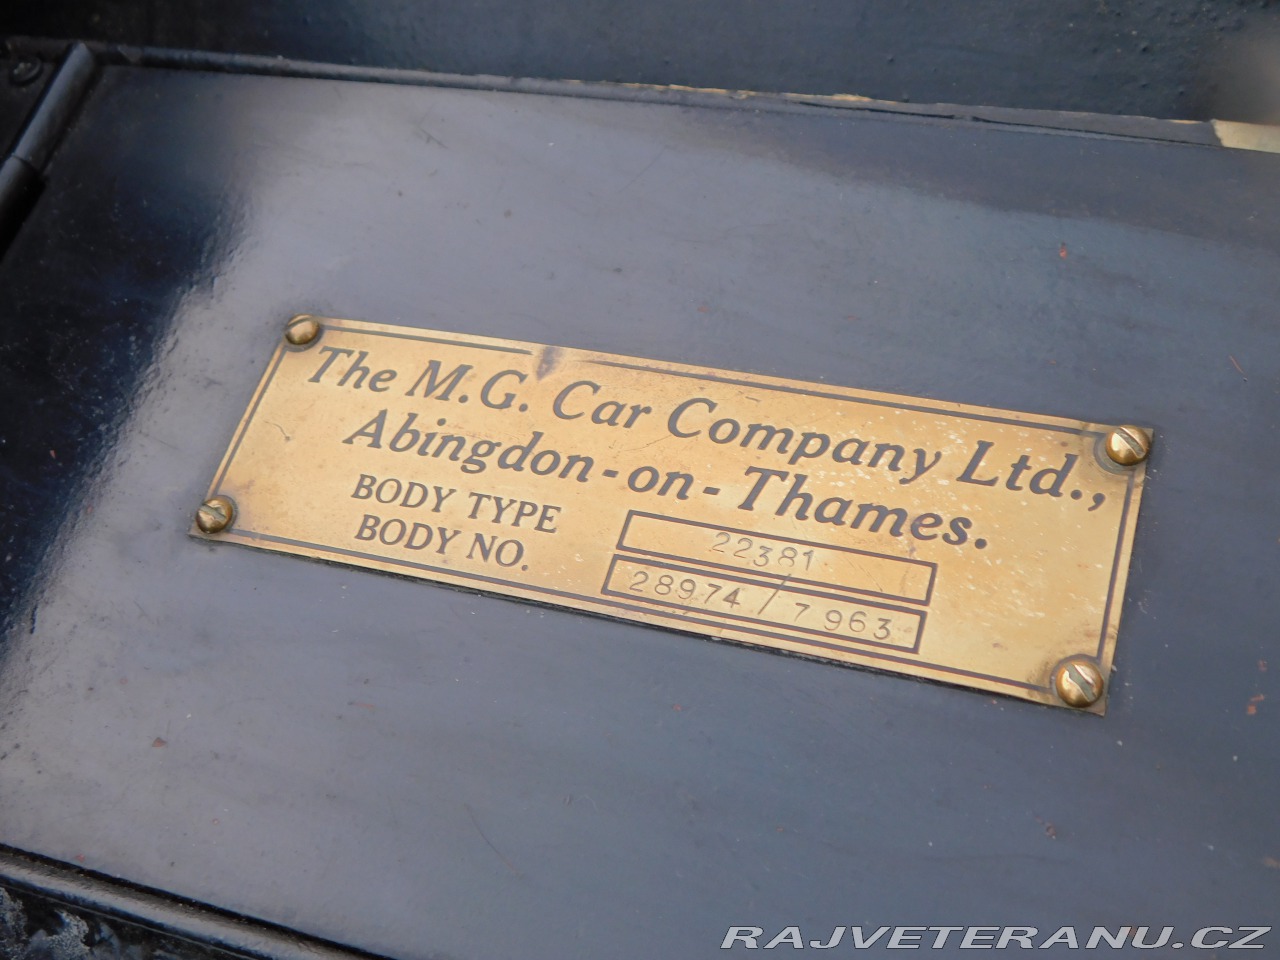 The M.G. Car Company Ltd.,
Abingdon-on-Thames.
BODY TYPE 22381
BODY NO. 28974/7963
RAJVETERANU.CZ